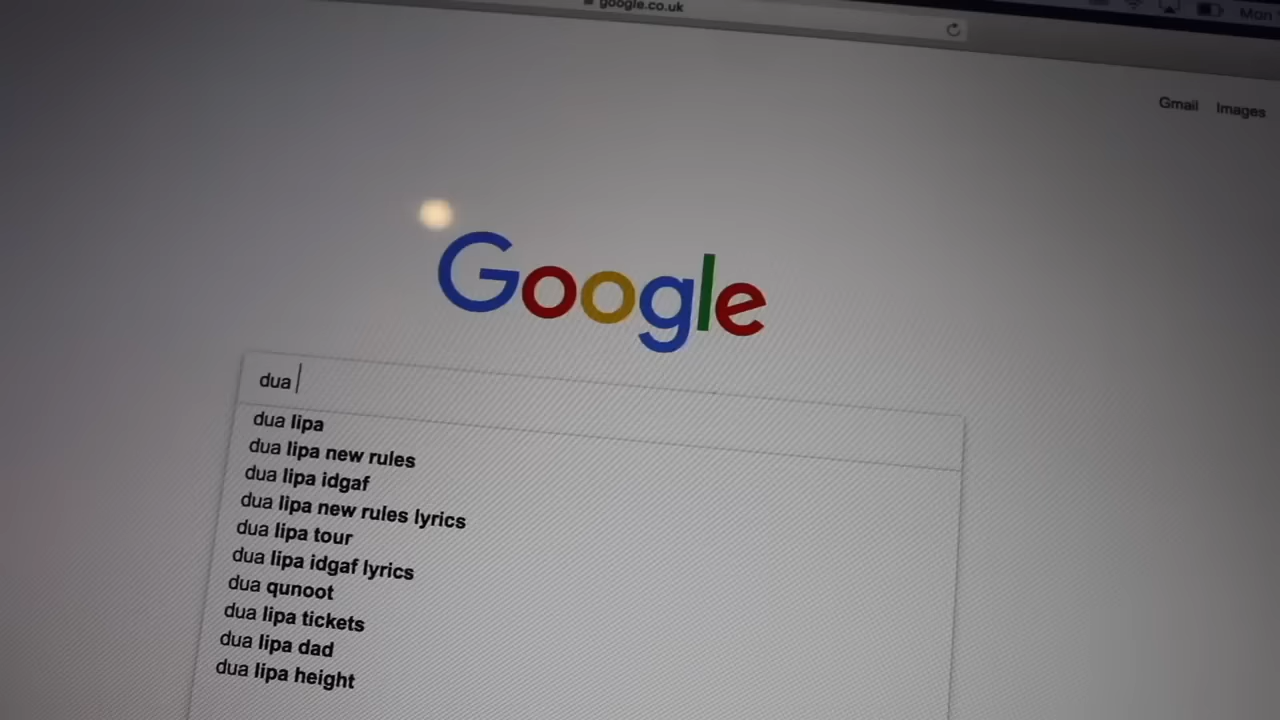 google.co.uk
Mon
Gmail Images
Google
dua
dua lipa
dua lipa new rules
dua lipa idgaf
dua lipa new rules lyrics
dua lipa tour
dua lipa idgaf lyrics
dua qunoot
dua lipa tickets
dua lipa dad
dua lipa height